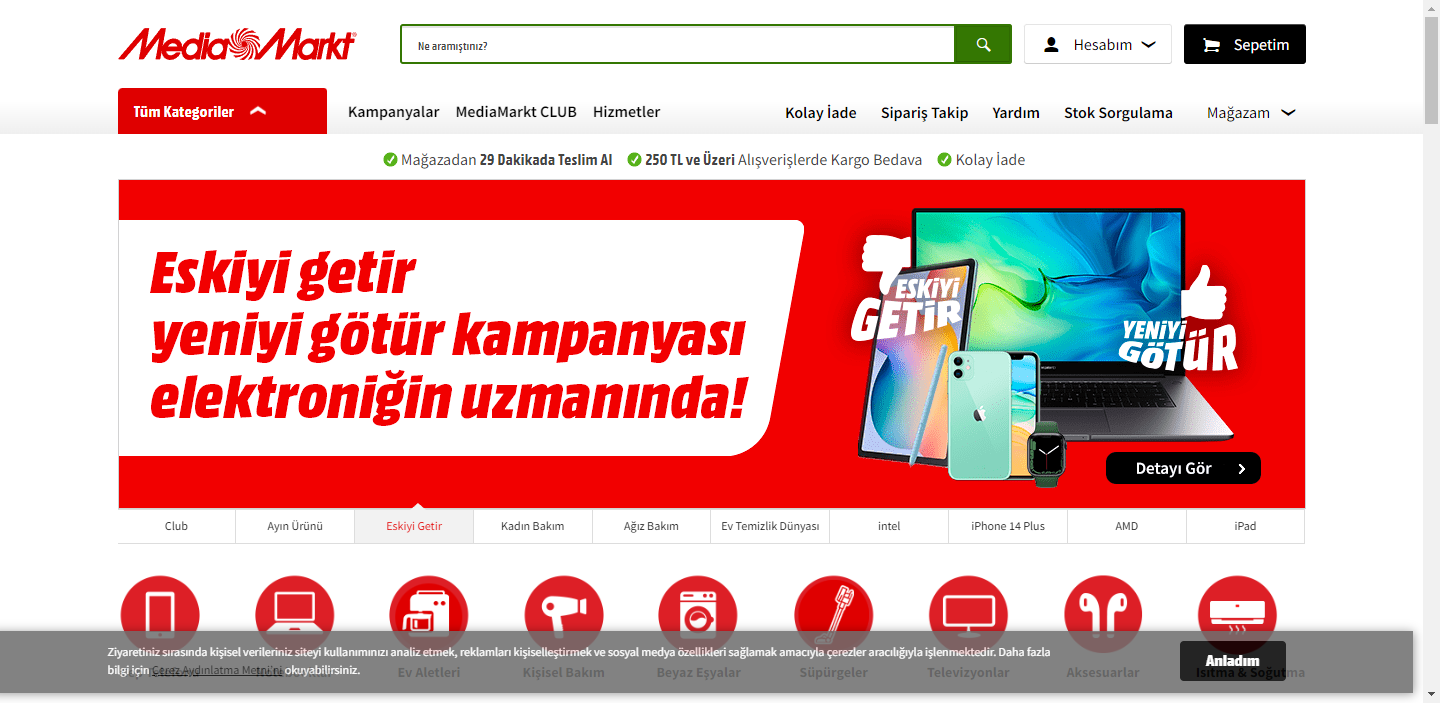 MediaMarkt
Ne aramıştınız?
Hesabım
Sepetim
Tüm Kategoriler
Kampanyalar
MediaMarkt CLUB
Hizmetler
Kolay İade
Sipariş Takip
Yardım
Stok Sorgulama
Mağazam
Mağazadan 29 Dakikada Teslim Al
250 TL ve Üzeri Alışverişlerde Kargo Bedava
Kolay İade
Eskiyi getir
yeniyi götür kampanyası
elektroniğin uzmanında!
ESKİYİ
GETİR
YENİYİ
GÖTÜR
Detayı Gör
Club
Ayın Ürünü
Eskiyi Getir
Kadın Bakım
Ağız Bakım
Ev Temizlik Dünyası
intel
iPhone 14 Plus
AMD
iPad
Ziyaretiniz sırasında kişisel verileriniz siteyi kullanımınızı analiz etmek, reklamları kişiselleştirmek ve sosyal medya özellikleri sağlamak amacıyla çerezler aracılığıyla işlenmektedir. Daha fazla
bilgi için Çerez Aydınlatma Metni'ni okuyabilirsiniz.
Anladım
Ev Aletleri
Kişisel Bakım
Beyaz Eşyalar
Süpürgeler
Televizyonlar
Aksesuarlar
Isıtma & Soğutma